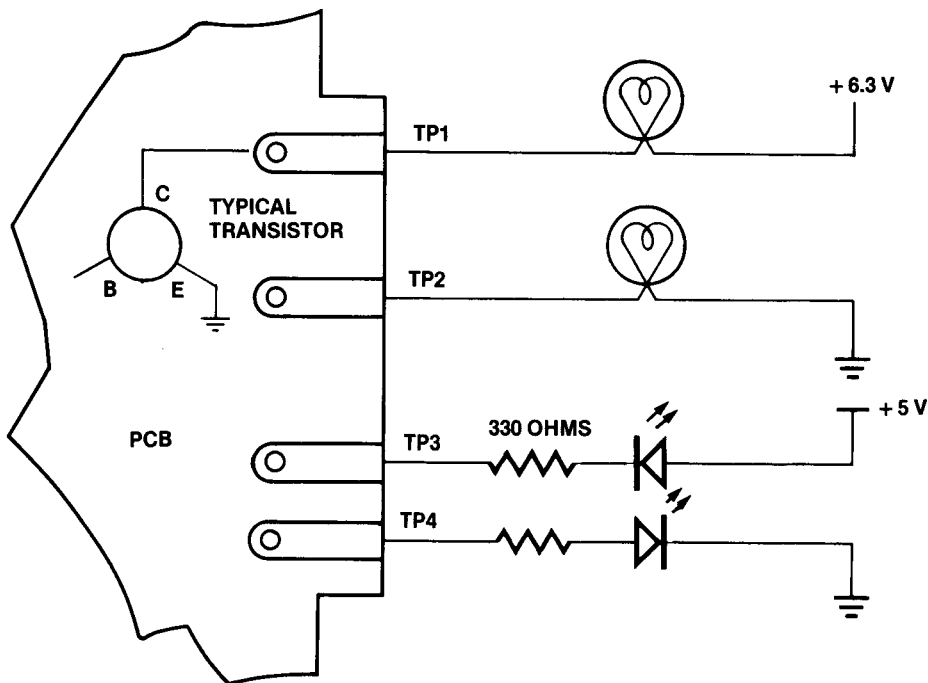 TP1
+ 6.3 V
C
TYPICAL
TRANSISTOR
B
E
TP2
+ 5 V
PCB
TP3
330 OHMS
TP4